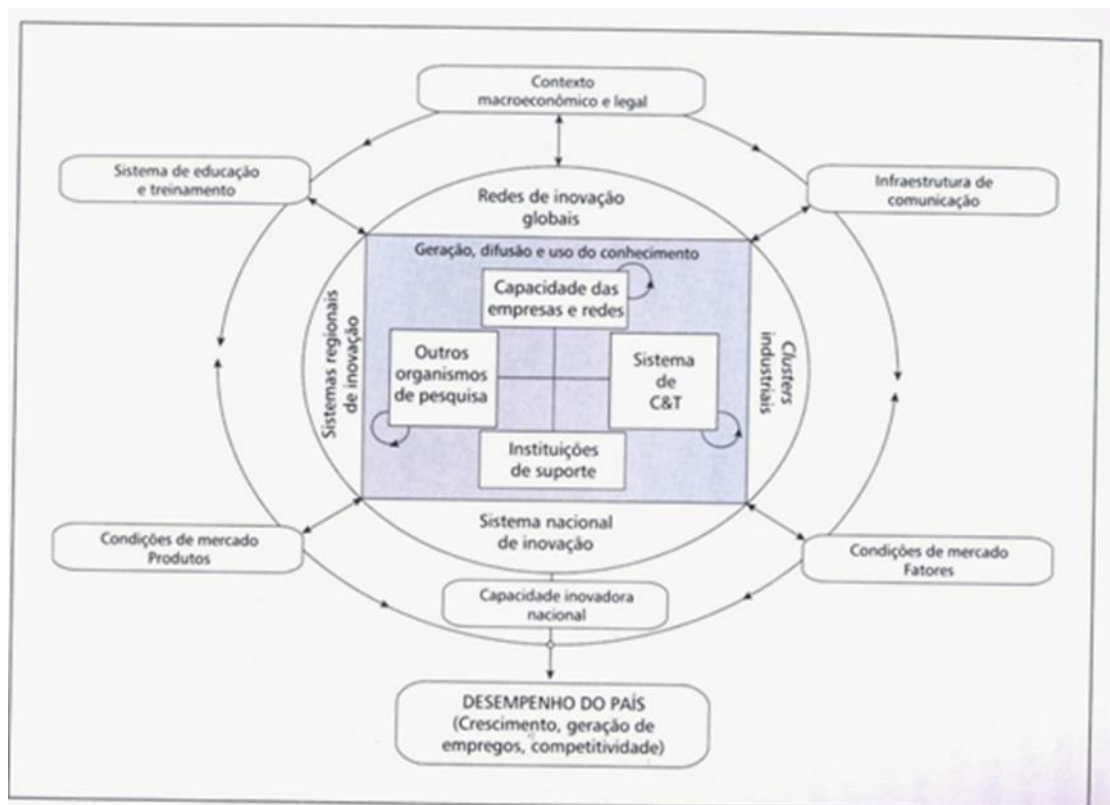 Contexto
macroeconômico e legal
Sistema de educação
e treinamento
Infraestrutura de
comunicação
Redes de inovação
globais
Geração, difusão e uso do conhecimento
Capacidade das
empresas e redes
Sistemas regionais
de inovação
Outros
organismos
de pesquisa
Sistema
de
C&T
Clusters
industriais
Instituições
de suporte
Sistema nacional
de inovação
Condições de mercado
Produtos
Condições de mercado
Fatores
Capacidade inovadora
nacional
DESEMPENHO DO PAÍS
(Crescimento, geração de
empregos, competitividade)